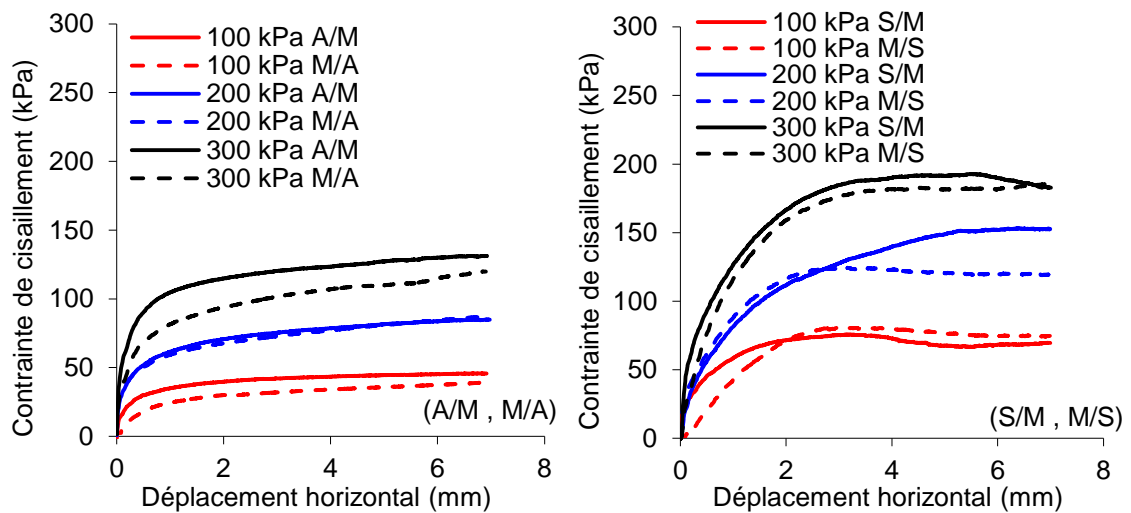 Contrainte de cisaillement (kPa)
300
250
200
150
100
50
0
100 kPa A/M
100 kPa M/A
200 kPa A/M
200 kPa M/A
300 kPa A/M
300 kPa M/A
(A/M , M/A)
0 2 4 6 8
Déplacement horizontal (mm)
Contrainte de cisaillement (kPa)
300
250
200
150
100
50
0
100 kPa S/M
100 kPa M/S
200 kPa S/M
200 kPa M/S
300 kPa S/M
300 kPa M/S
(S/M , M/S)
0 2 4 6 8
Déplacement horizontal (mm)